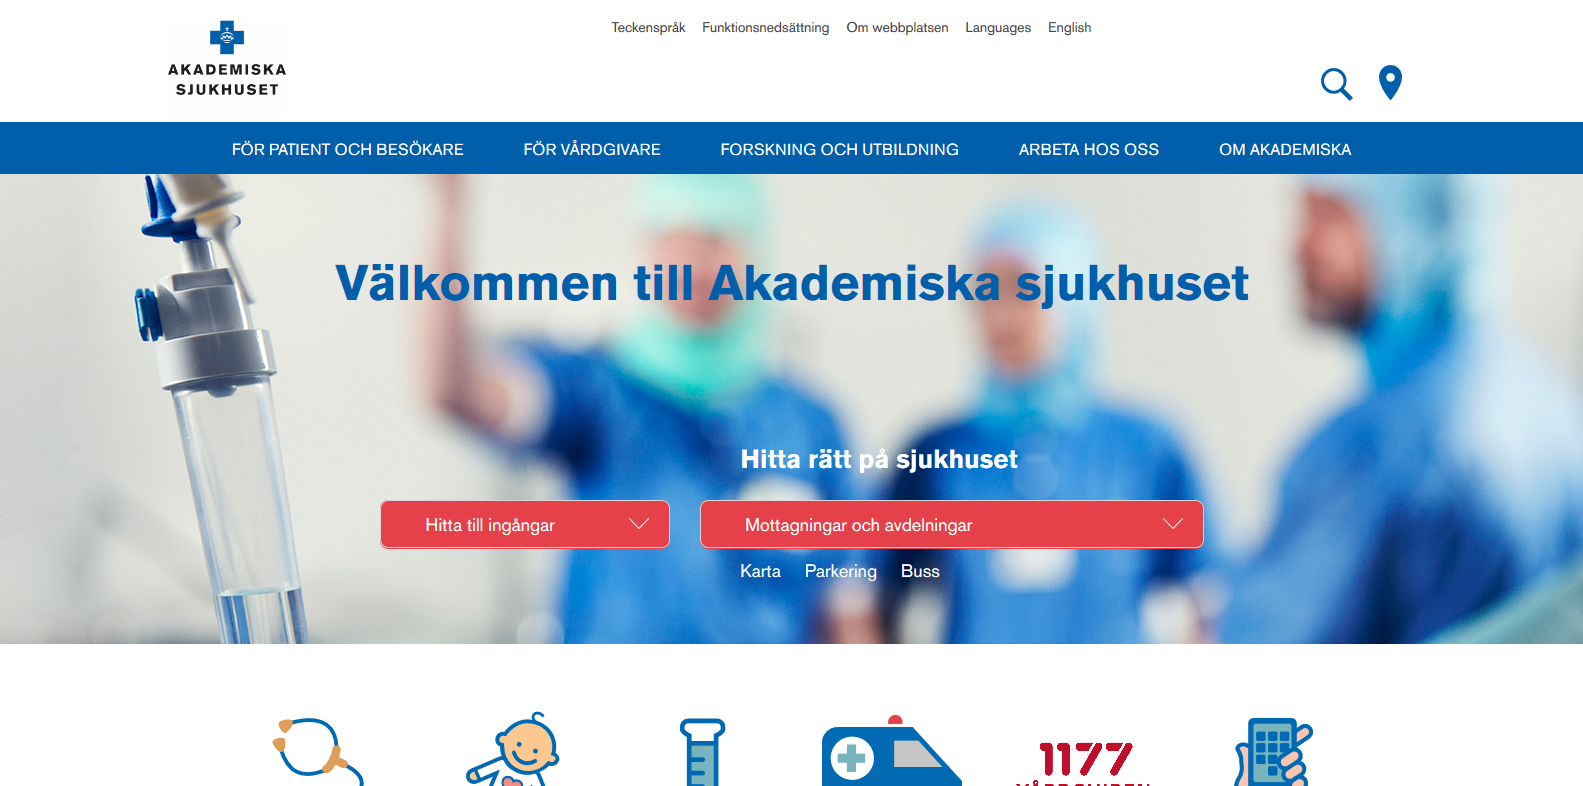 Teckenspråk Funktionsnedsättning Om webbplatsen Languages English
AKADEMISKA
SJUKHUSET
FÖR PATIENT OCH BESÖKARE FÖR VÅRDGIVARE FORSKNING OCH UTBILDNING ARBETA HOS OSS OM AKADEMISKA
Välkommen till Akademiska sjukhuset
Hitta rätt på sjukhuset
Hitta till ingångar Mottagningar och avdelningar
Karta Parkering Buss
1177